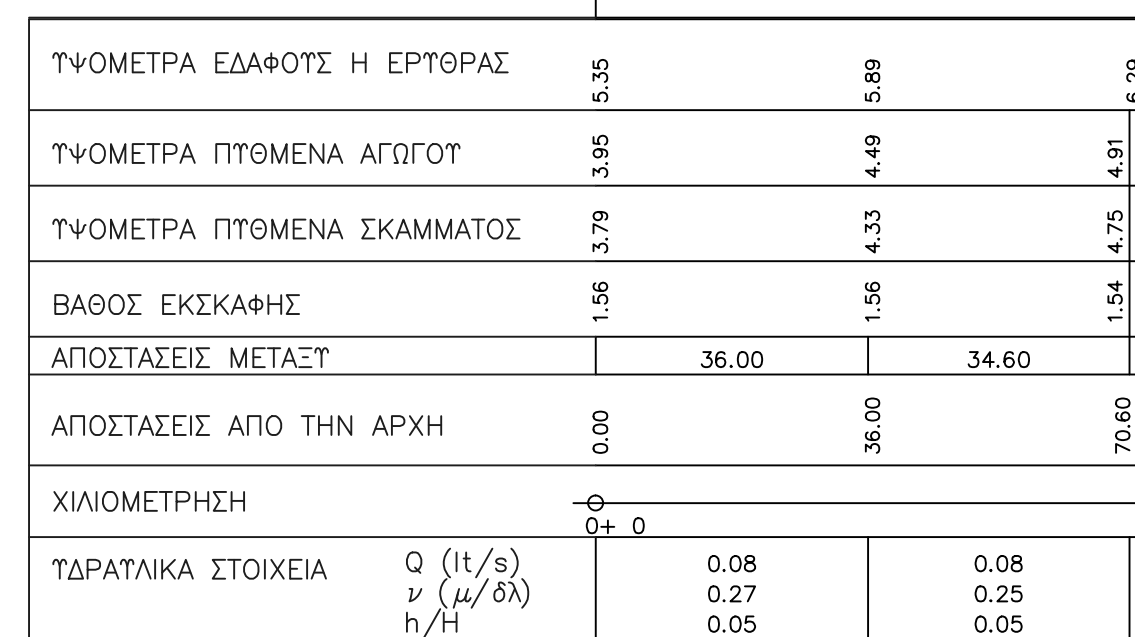 ΥΨΟΜΕΤΡΑ ΕΔΑΦΟΥΣ Η ΕΡΥΘΡΑΣ 5.35 5.89 6.29
ΥΨΟΜΕΤΡΑ ΠΥΘΜΕΝΑ ΑΓΩΓΟΥ 3.95 4.49 4.91
ΥΨΟΜΕΤΡΑ ΠΥΘΜΕΝΑ ΣΚΑΜΜΑΤΟΣ 3.79 4.33 4.75
ΒΑΘΟΣ ΕΚΣΚΑΦΗΣ 1.56 1.56 1.54
ΑΠΟΣΤΑΣΕΙΣ ΜΕΤΑΞΥ 36.00 34.60
ΑΠΟΣΤΑΣΕΙΣ ΑΠΟ ΤΗΝ ΑΡΧΗ 0.00 36.00 70.60
ΧΙΛΙΟΜΕΤΡΗΣΗ
0+ 0
ΥΔΡΑΥΛΙΚΑ ΣΤΟΙΧΕΙΑ Q (lt/s) 0.08 0.08
ν (μ/δλ) 0.27 0.25
h/H 0.05 0.05